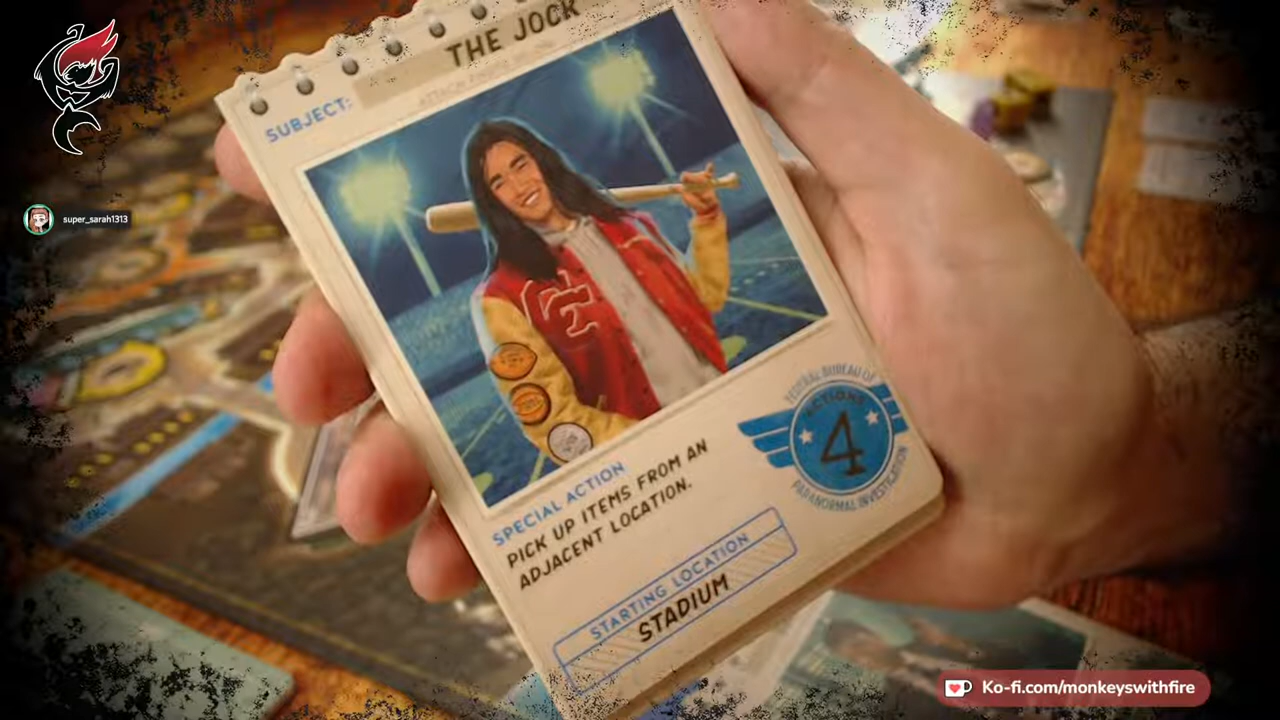 THE JOCK
SUBJECT:
super_sarah1313
FEDERAL BUREAU OF
ACTIONS
4
PARANORMAL INVESTIGATION
SPECIAL ACTION
PICK UP ITEMS FROM AN
ADJACENT LOCATION.
STARTING LOCATION
STADIUM
Ko-fi.com/monkeyswithfire